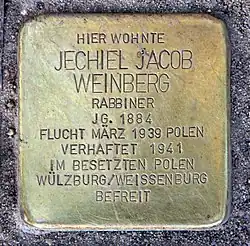 HIER WOHNTE
JECHIEL JACOB
WEINBERG
RABBINER
JG. 1884
FLUCHT MÄRZ 1939 POLEN
VERHAFTET 1941
IM BESETZTEN POLEN
WÜLZBURG/WEISSENBURG
BEFREIT